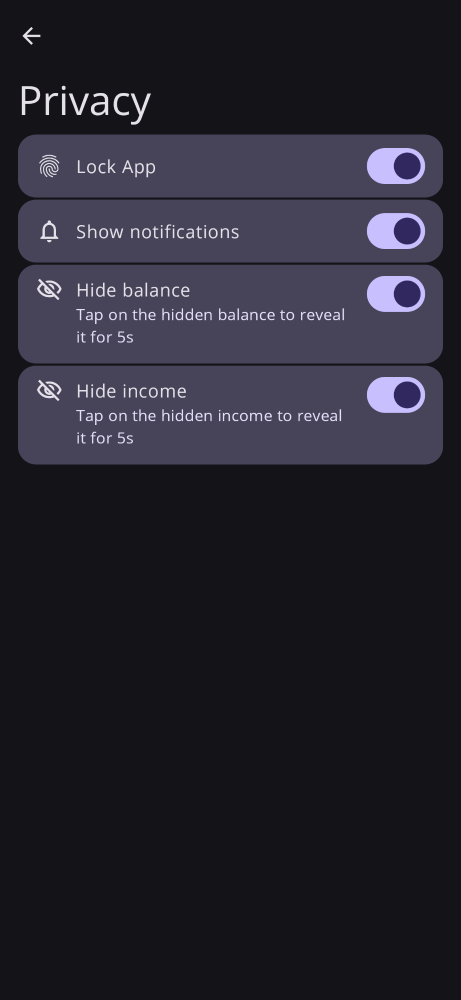 Privacy
Lock App
Show notifications
Hide balance
Tap on the hidden balance to reveal
it for 5s
Hide income
Tap on the hidden income to reveal
it for 5s